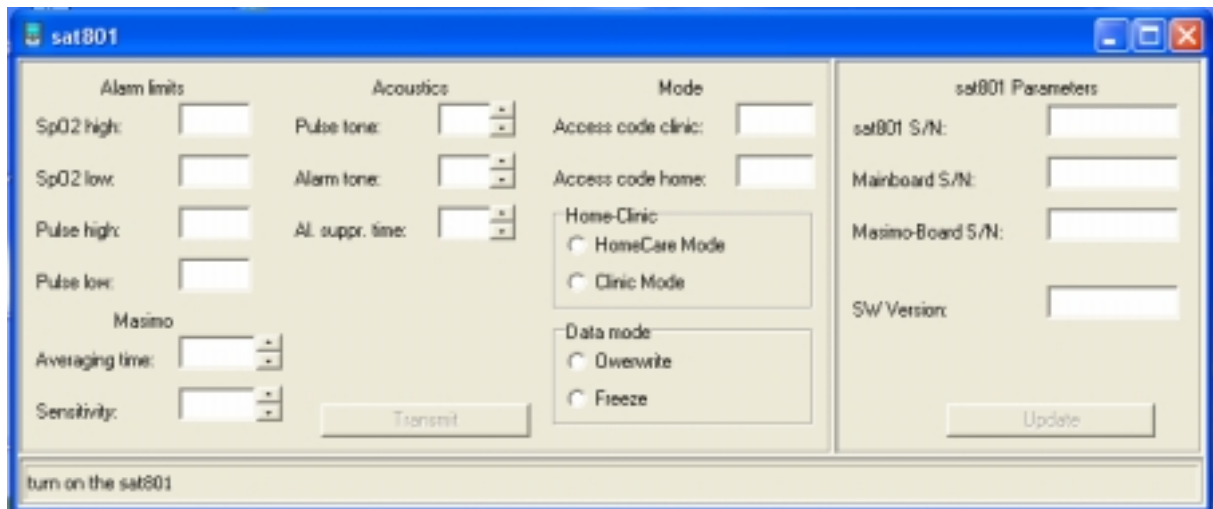 sat801
Alarm limits
SpO2 high:
SpO2 low:
Pulse high:
Pulse low:
Masimo
Averaging time:
Sensitivity:
Acoustics
Pulse tone:
Alarm tone:
Al. suppr. time:
Transmit
Mode
Access code clinic:
Access code home:
Home-Clinic
HomeCare Mode
Clinic Mode
Data mode
Owerwrite
Freeze
sat801 Parameters
sat801 S/N:
Mainboard S/N:
Masimo-Board S/N:
SW Version:
Update
turn on the sat801